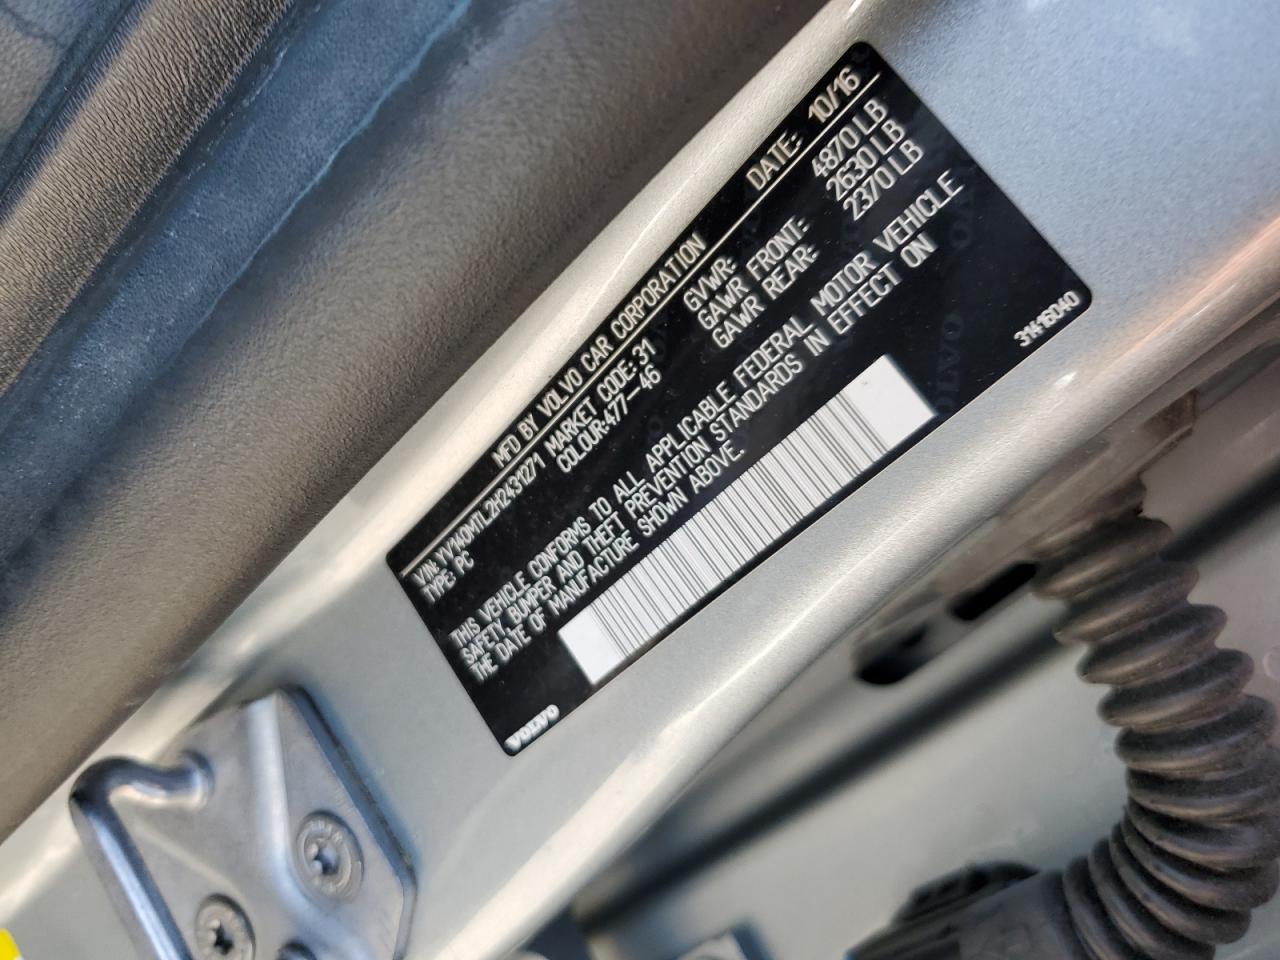 MFD BY VOLVO CAR CORPORATION DATE: 10/16
VIN: YV140MTL2H2431271 MARKET CODE: 31 GVWR: 4870 LB
TYPE: PC COLOUR: 477-46 GAWR FRONT: 2630 LB
GAWR REAR: 2370 LB
THIS VEHICLE CONFORMS TO ALL APPLICABLE FEDERAL MOTOR VEHICLE
SAFETY, BUMPER AND THEFT PREVENTION STANDARDS IN EFFECT ON
THE DATE OF MANUFACTURE SHOWN ABOVE.
VOLVO
31416040